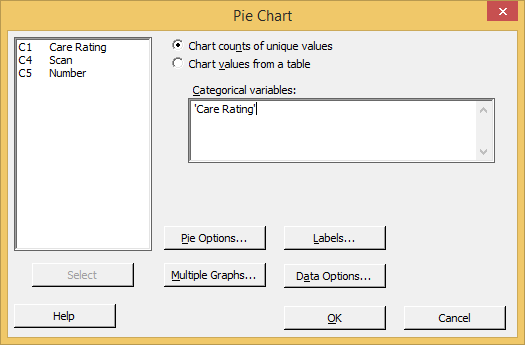 Pie Chart
C1 Care Rating
C4 Scan
C5 Number
Chart counts of unique values
Chart values from a table
Categorical variables:
'Care Rating'
Pie Options...
Labels...
Select
Multiple Graphs...
Data Options...
Help
OK
Cancel